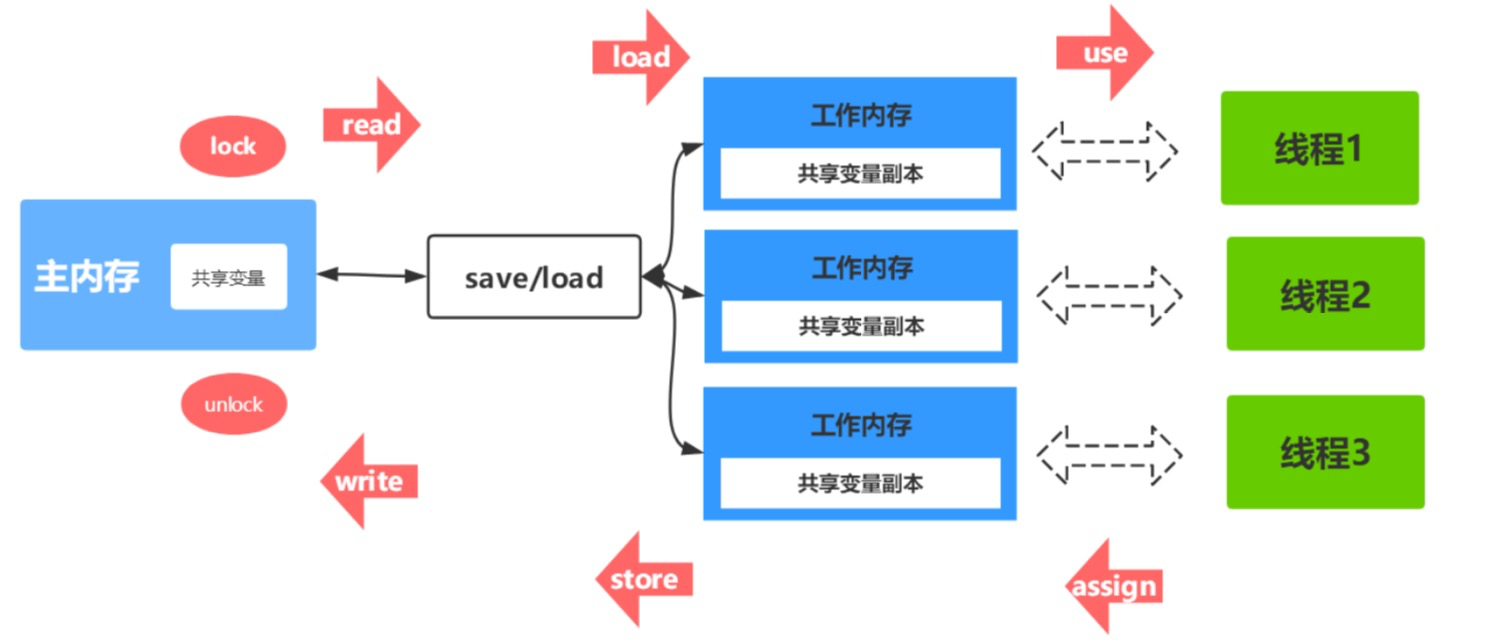 load
use
read
lock
工作内存
共享变量副本
线程1
主内存
共享变量
save/load
工作内存
共享变量副本
线程2
unlock
工作内存
共享变量副本
线程3
write
store
assign